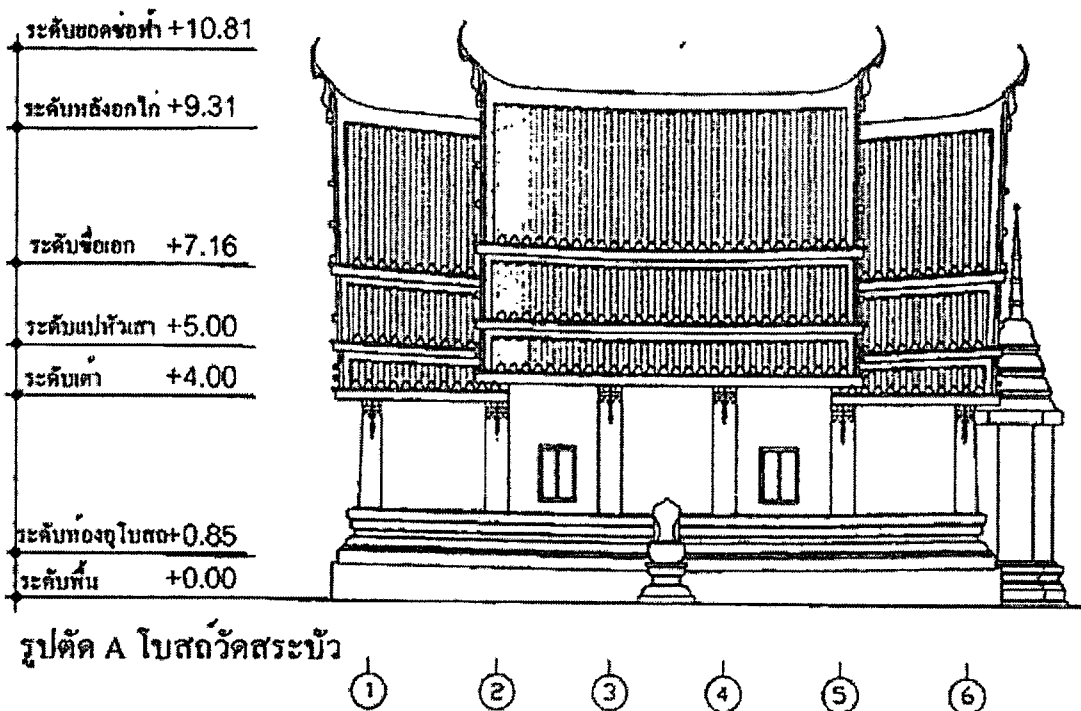 ระดับยอดช่อฟ้า +10.81
ระดับหลังอกไก่ +9.31
ระดับขื่อเอก +7.16
ระดับแปหัวเสา +5.00
ระดับเต้า +4.00
ระดับท้องอุโบสถ+0.85
ระดับพื้น +0.00
รูปตัด A โบสถ์วัดสระบัว
1 2 3 4 5 6